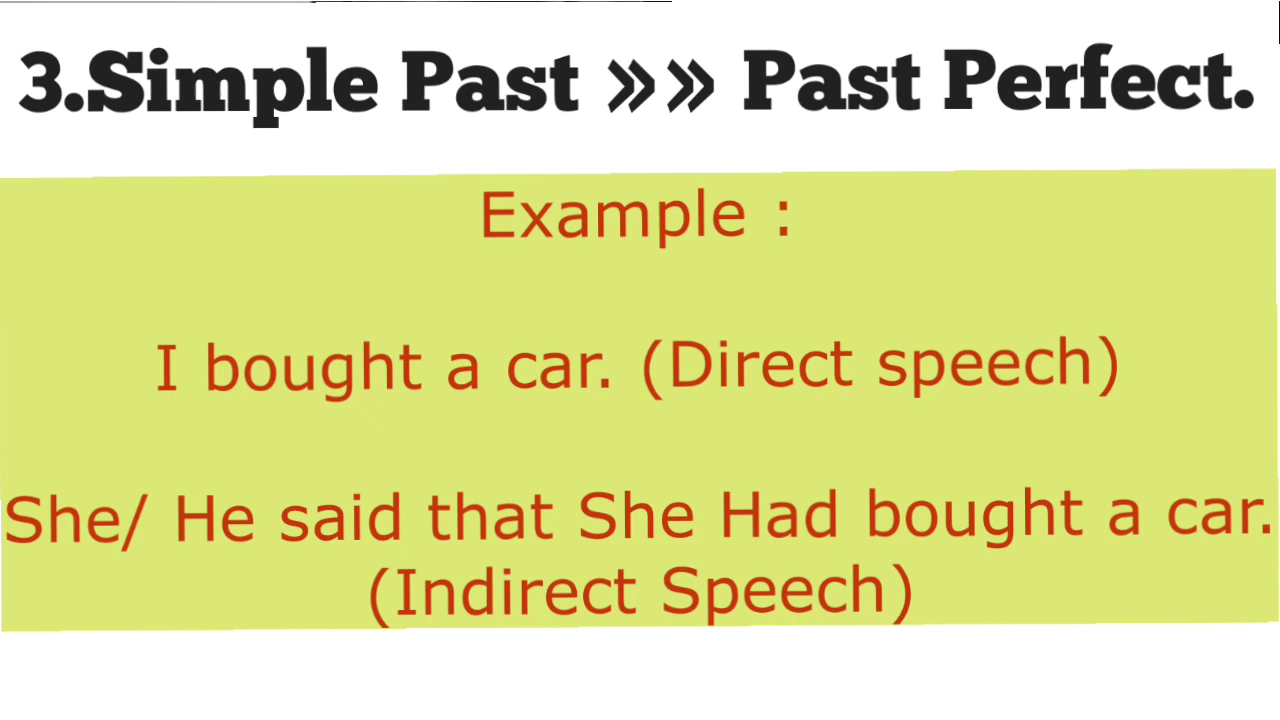 3.Simple Past »» Past Perfect.
Example :
I bought a car. (Direct speech)
She/ He said that She Had bought a car.
(Indirect Speech)